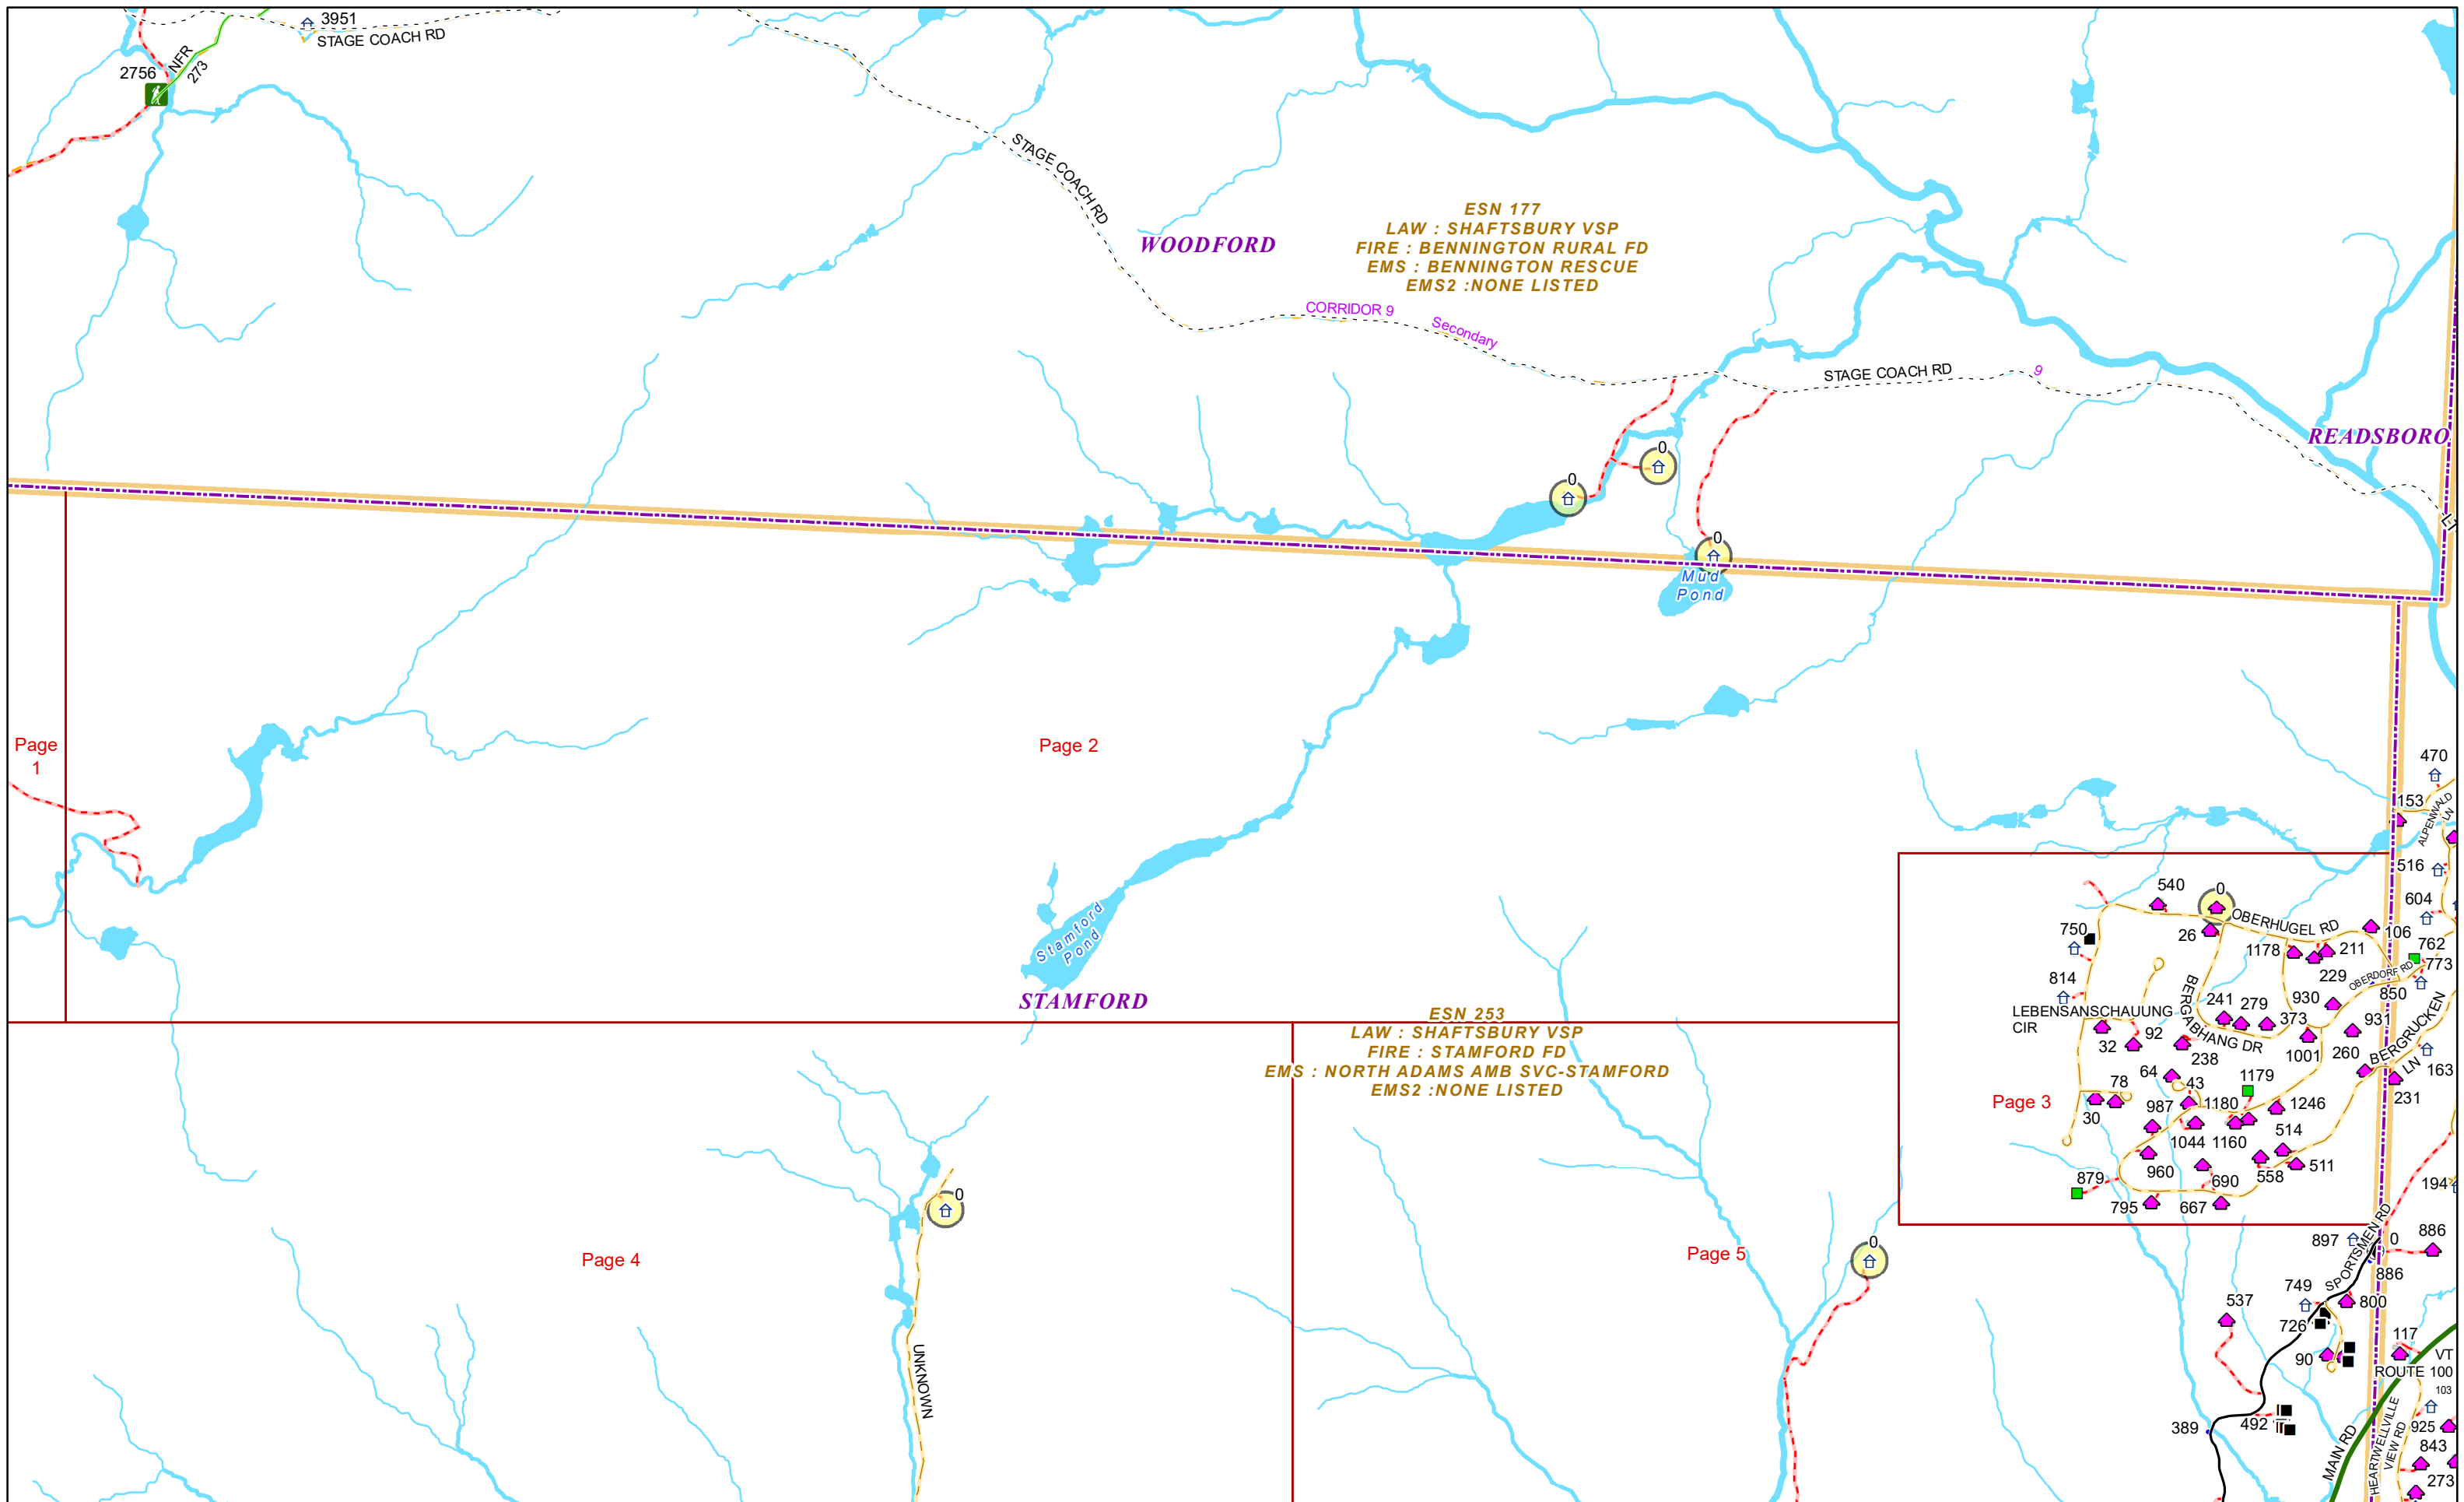 3951
STAGE COACH RD
2756
NFR
273
STAGE COACH RD
WOODFORD
ESN 177
LAW : SHAFTSBURY VSP
FIRE : BENNINGTON RURAL FD
EMS : BENNINGTON RESCUE
EMS2 :NONE LISTED
CORRIDOR 9
Secondary
STAGE COACH RD
9
READSBORO
0
0
0
Mud
Pond
Page
1
Page 2
Stamford
Pond
STAMFORD
ESN 253
LAW : SHAFTSBURY VSP
FIRE : STAMFORD FD
EMS : NORTH ADAMS AMB SVC-STAMFORD
EMS2 :NONE LISTED
470
153
ALPENWALD
LN
516
604
540
0
OBERHUGEL RD
26
106
750
1178
211
762
773
229
OBERDORF RD
814
850
LEBENSANSCHAUUNG
CIR
BERGABHANG DR
241
279
373
930
931
BERGRUCKEN
LN
32
92
238
1001
260
163
64
43
1179
78
30
987
1180
1246
231
Page 3
1044
1160
514
960
558
511
879
690
795
667
194
SPORTSMEN RD
897
0
886
886
749
800
726
537
117
90
VT
ROUTE 100
103
HEARTWELLVILLE
VIEW RD
MAIN RD
389
492
925
843
273
0
Page 4
UNKNOWN
Page 5
0